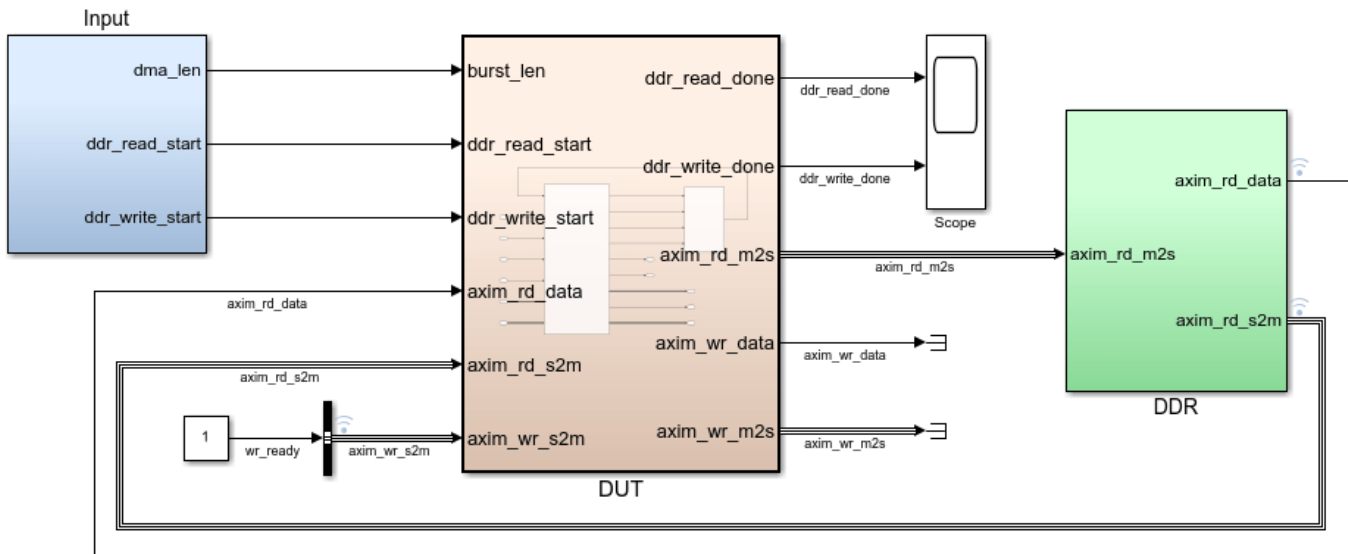 Input
dma_len
ddr_read_start
ddr_write_start
burst_len
ddr_read_start
ddr_write_start
axim_rd_data
axim_rd_s2m
axim_wr_s2m
ddr_read_done
ddr_write_done
axim_rd_m2s
axim_wr_data
axim_wr_m2s
DUT
axim_rd_data
axim_rd_s2m
1
wr_ready
axim_wr_s2m
ddr_read_done
ddr_write_done
Scope
axim_rd_m2s
axim_wr_data
axim_wr_m2s
axim_rd_m2s
axim_rd_data
axim_rd_s2m
DDR